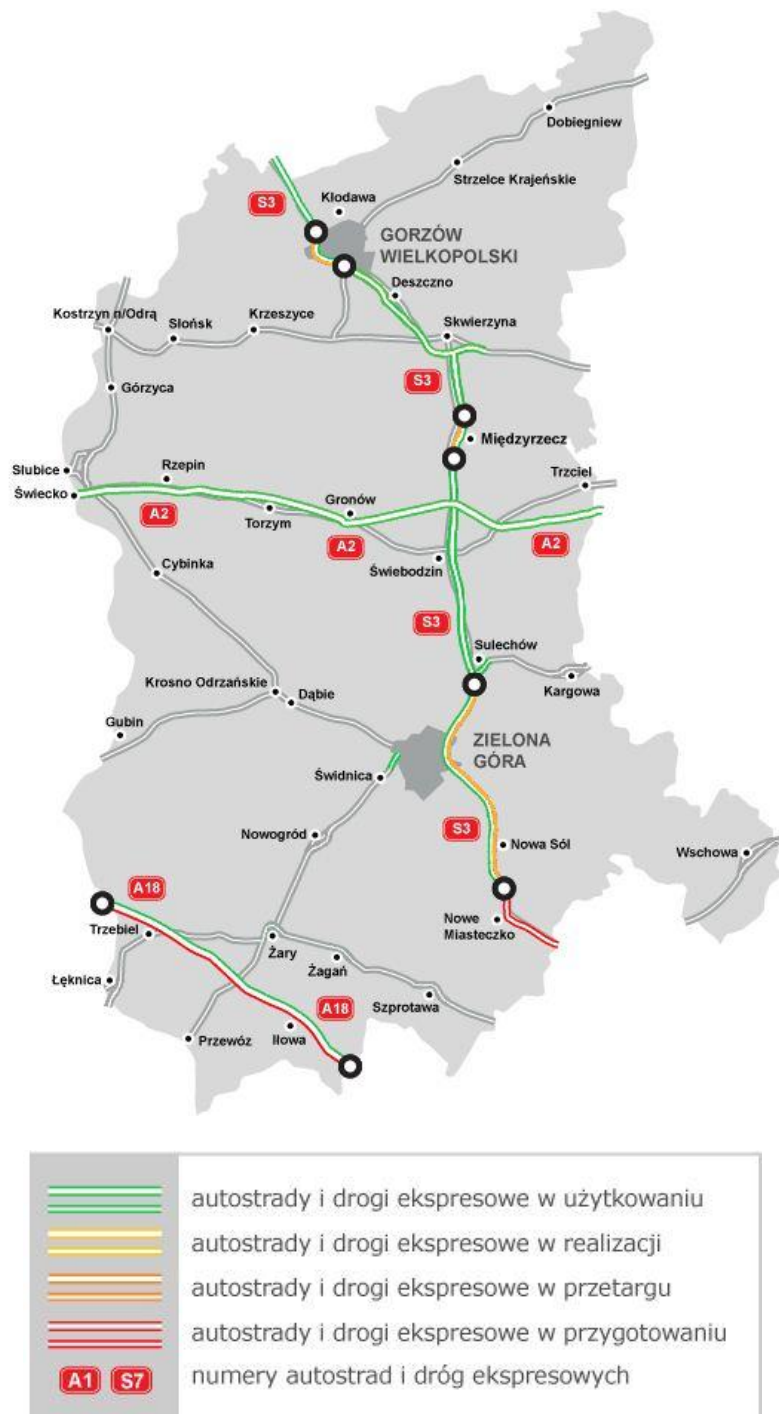 Dobiegniew
Strzelce Krajeńskie
S3
Kłodawa
GORZÓW
WIELKOPOLSKI
Deszczno
Kostrzyn n/Odrą
Słońsk
Krzeszyce
Skwierzyna
S3
Górzyca
Międzyrzecz
Slubice
Rzepin
Trzciel
Świecko
Gronów
A2
Torzym
A2
A2
Świebodzin
Cybinka
S3
Sulechów
Krosno Odrzańskie
Dąbie
Kargowa
Gubin
ZIELONA
GÓRA
Świdnica
S3
Nowogród
Nowa Sól
Wschowa
A18
Trzebiel
Nowe
Miasteczko
Żary
Żagań
Łęknica
A18
Szprotawa
Przewóz
Iłowa
autostrady i drogi ekspresowe w użytkowaniu
autostrady i drogi ekspresowe w realizacji
autostrady i drogi ekspresowe w przetargu
autostrady i drogi ekspresowe w przygotowaniu
A1 S7 numery autostrad i dróg ekspresowych